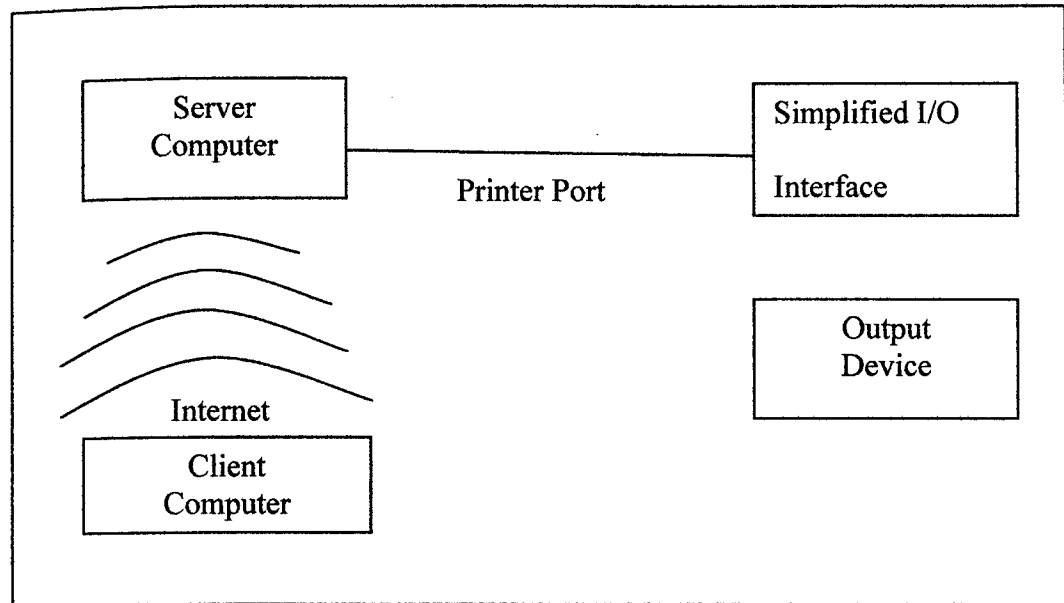 Server
Computer
Simplified I/O
Interface
Printer Port
Output
Device
Internet
Client
Computer